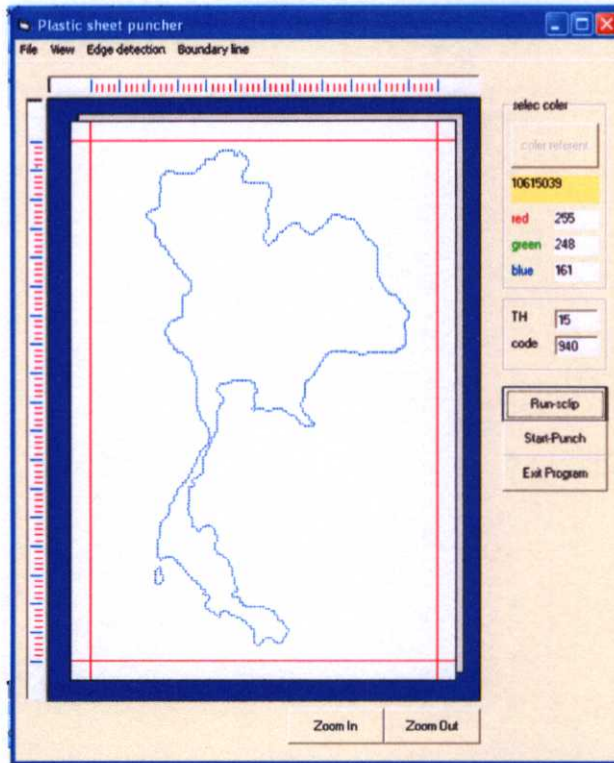 Plastic sheet puncher
File View Edge detection Boundary line
selec coler
coler referent
10615039
red 255
green 248
blue 161
TH 15
code 940
Run-sclip
Start-Punch
Exit Program
Zoom In Zoom Out